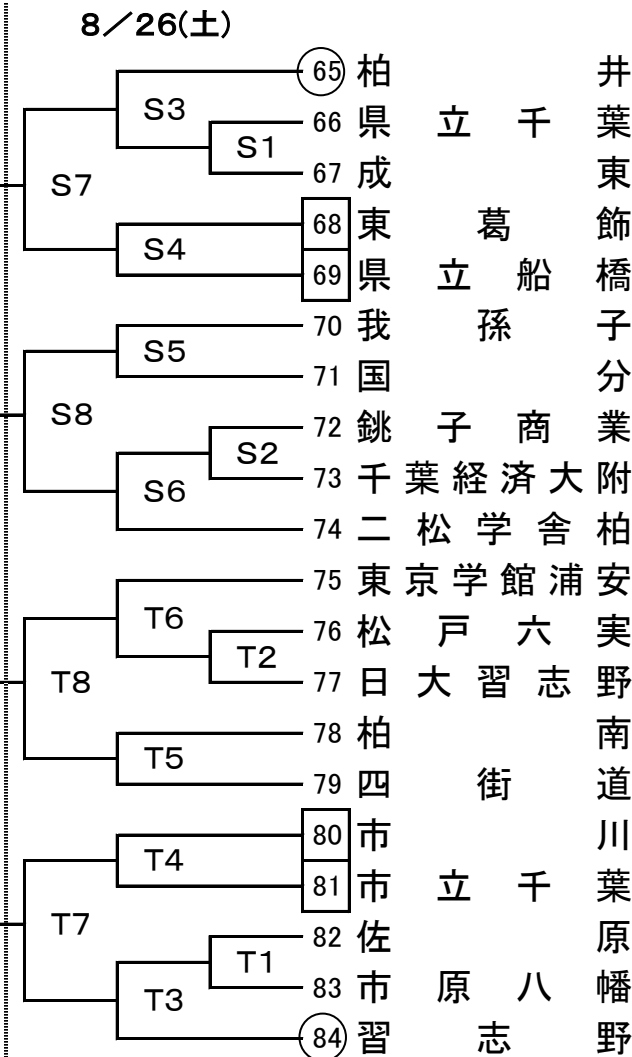 8／26(土)
65 柏井
S3
66 県立千葉
S1
67 成東
S7
68 東葛飾
S4
69 県立船橋
70 我孫子
S5
71 国分
S8
72 銚子商業
S2
73 千葉経済大附
S6
74 二松学舎柏
75 東京学館浦安
T6
76 松戸六実
T2
77 日大習志野
T8
78 柏南
T5
79 四街道
80 市川
T4
81 市立千葉
T7
82 佐原
T1
83 市原八幡
T3
84 習志野